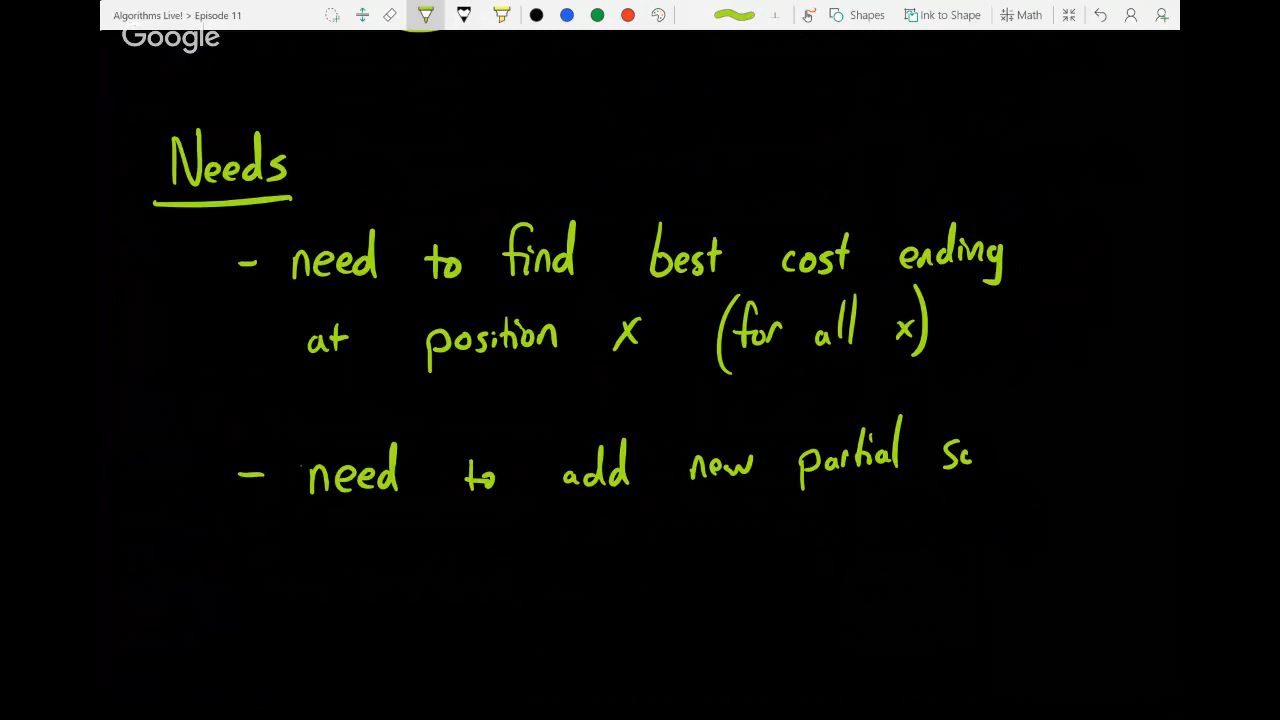 Algorithms Live! > Episode 11
Shapes
Ink to Shape
Math
Google
Needs
- need to find best cost ending
at position x (for all x)
- need to add new partial so